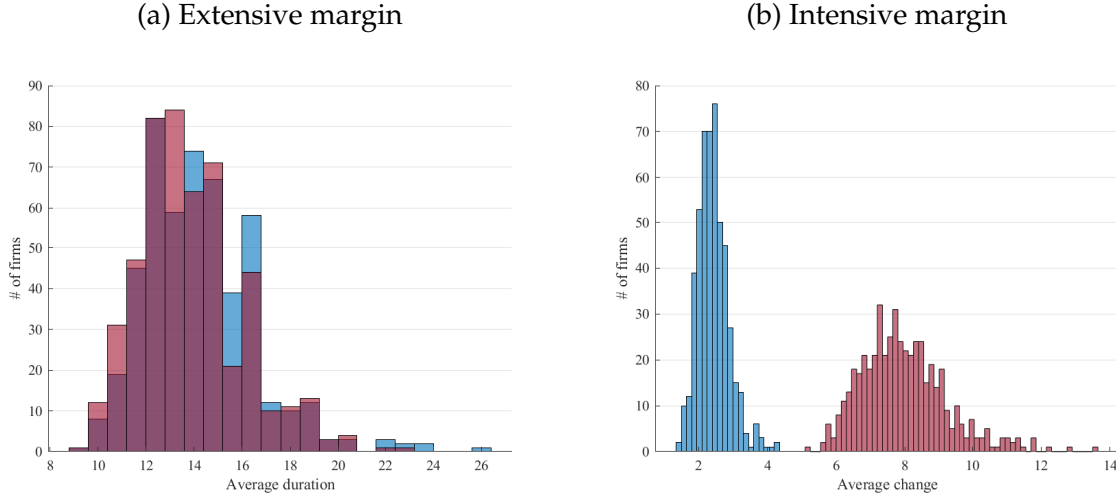 (a) Extensive margin
(b) Intensive margin
90
80
70
60
50
40
30
20
10
0
# of firms
8 10 12 14 16 18 20 22 24 26
Average duration
80
70
60
50
40
30
20
10
0
# of firms
2 4 6 8 10 12 14
Average change